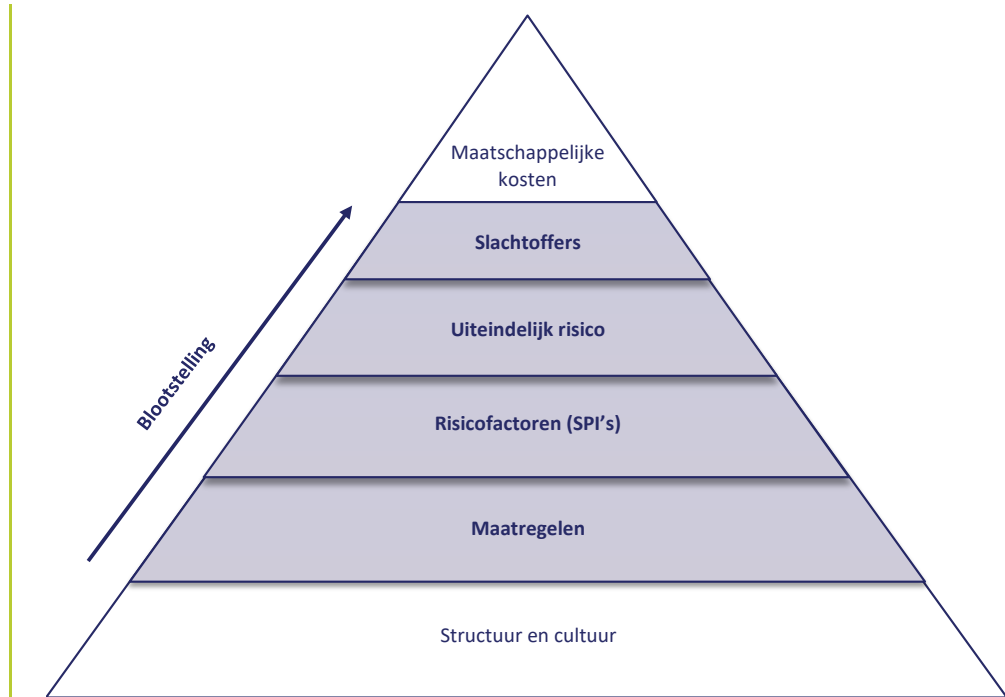 Maatschappelijke
kosten
Slachtoffers
Uiteindelijk risico
Blootstelling
Risicofactoren (SPI's)
Maatregelen
Structuur en cultuur